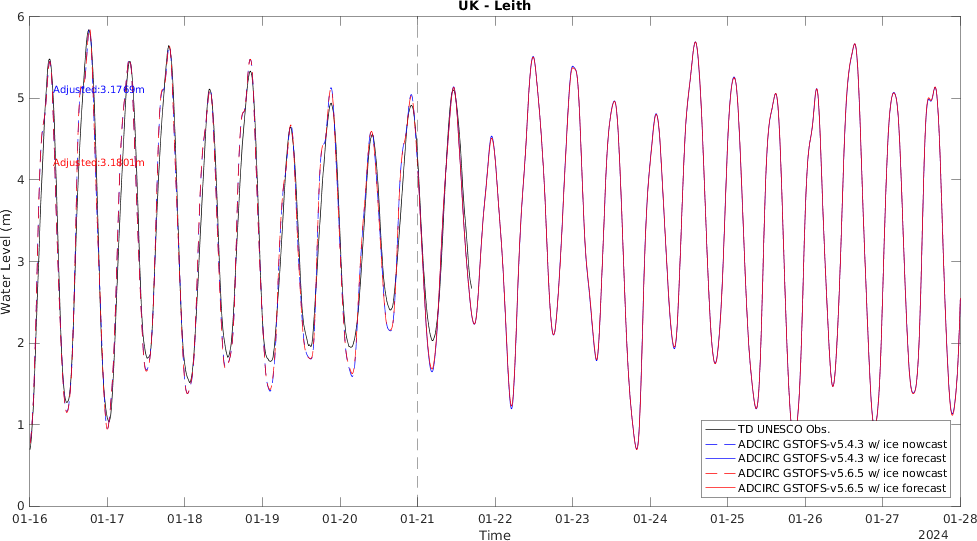 UK - Leith
6
5
4
3
2
1
0
Water Level (m)
Adjusted:3.1769m
Adjusted:3.1801m
TD UNESCO Obs.
ADCIRC GSTOFS-v5.4.3 w/ ice nowcast
ADCIRC GSTOFS-v5.4.3 w/ ice forecast
ADCIRC GSTOFS-v5.6.5 w/ ice nowcast
ADCIRC GSTOFS-v5.6.5 w/ ice forecast
01-16 01-17 01-18 01-19 01-20 01-21 01-22 01-23 01-24 01-25 01-26 01-27 01-28
Time
2024